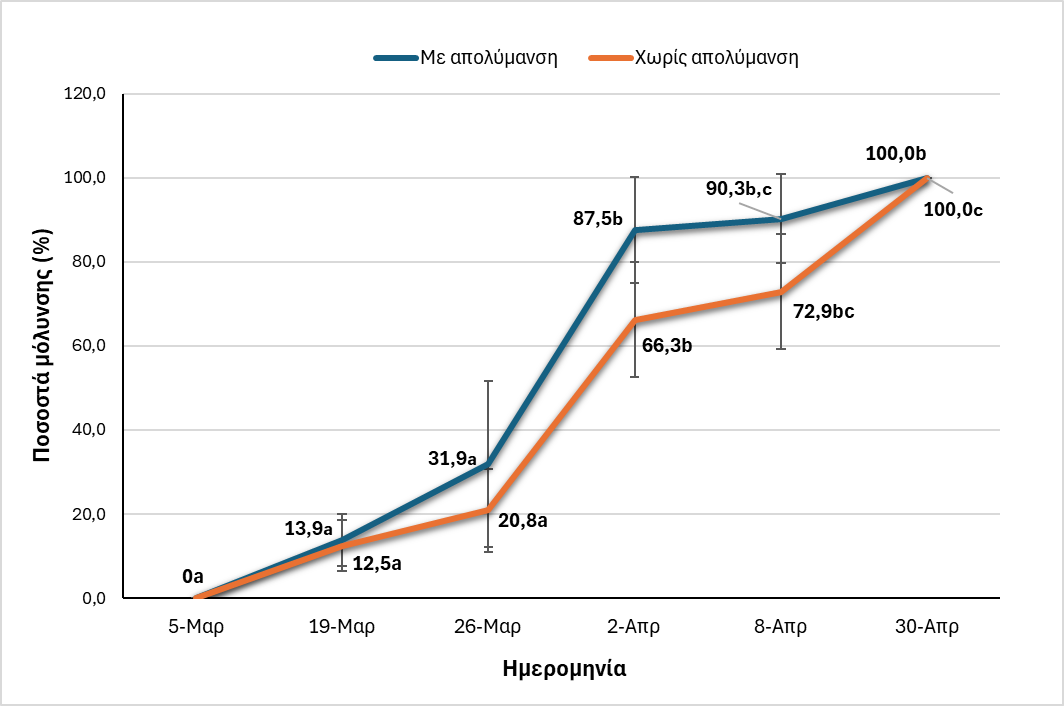 Με απολύμανση
Χωρίς απολύμανση
120,0
100,0
80,0
60,0
40,0
20,0
0,0
Ποσοστά μόλυνσης (%)
0a
13,9a
12,5a
31,9a
20,8a
87,5b
66,3b
90,3b,c
72,9bc
100,0b
100,0c
5-Μαρ
19-Μαρ
26-Μαρ
2-Απρ
8-Απρ
30-Απρ
Ημερομηνία